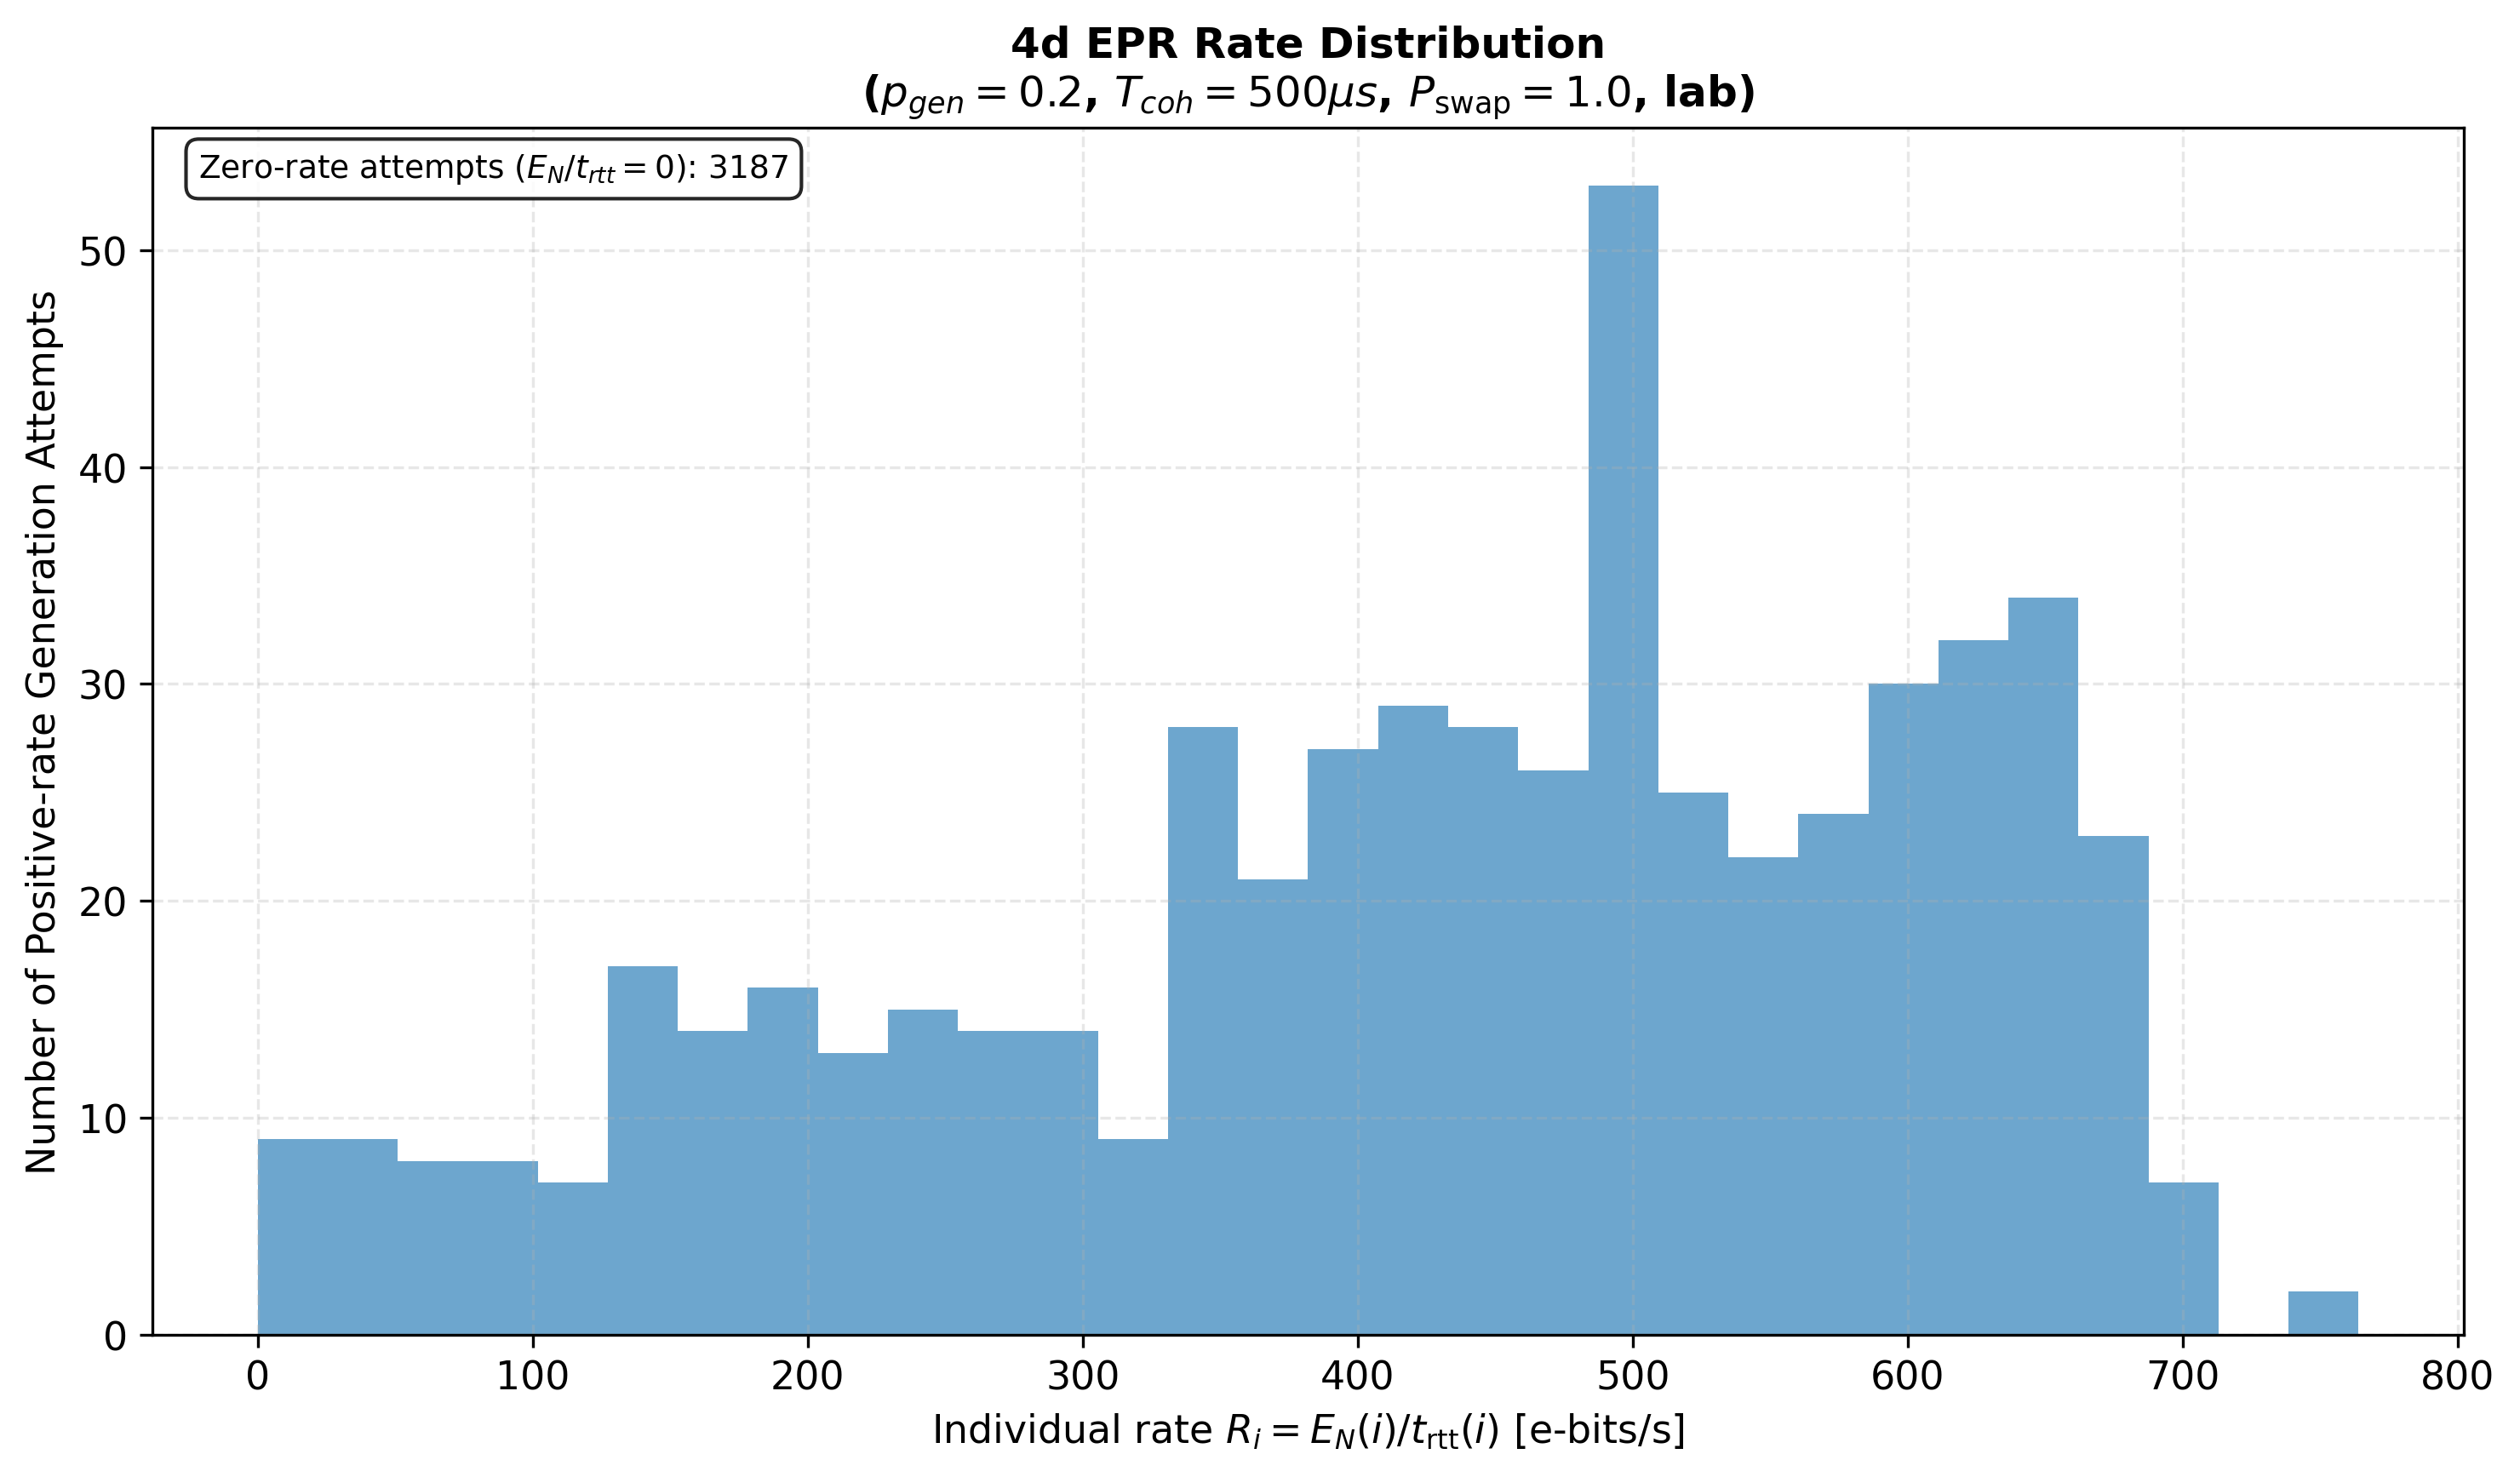 4d EPR Rate Distribution
(p_gen = 0.2, T_coh = 500μs, P_swap = 1.0, lab)
Zero-rate attempts (E_N/t_rtt = 0): 3187
Number of Positive-rate Generation Attempts
50
40
30
20
10
0
0 100 200 300 400 500 600 700 800
Individual rate R_i = E_N(i)/t_rtt(i) [e-bits/s]